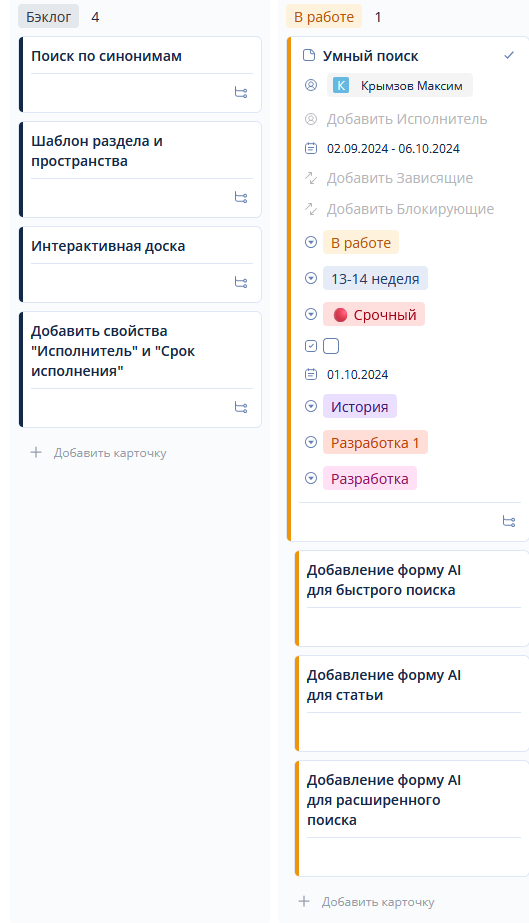 Бэклог 4
Поиск по синонимам
Шаблон раздела и
пространства
Интерактивная доска
Добавить свойства
"Исполнитель" и "Срок
исполнения"
Добавить карточку
В работе 1
Умный поиск
К Крымзов Максим
Добавить Исполнитель
02.09.2024 - 06.10.2024
Добавить Зависящие
Добавить Блокирующие
В работе
13-14 неделя
Срочный
01.10.2024
История
Разработка 1
Разработка
Добавление форму AI
для быстрого поиска
Добавление форму AI
для статьи
Добавление форму AI
для расширенного
поиска
Добавить карточку